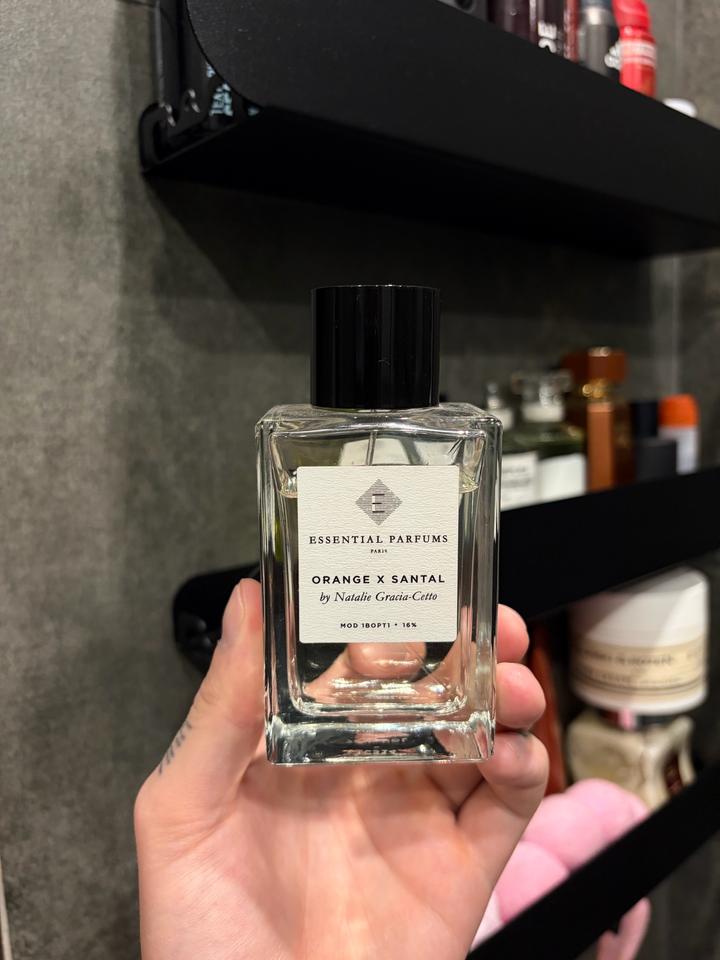 E
ESSENTIAL PARFUMS
PARIS
ORANGE X SANTAL
by Natalie Gracia-Cetto
MOD 1BOPT1 • 16%